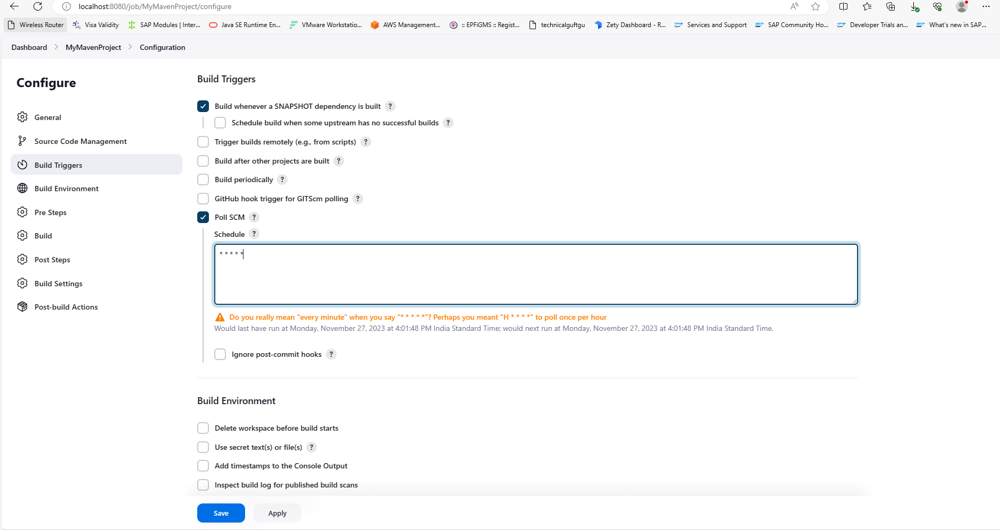 localhost:8080/job/MyMavenProject/configure
Wireless Router
Visa Validity
SAP Modules | Inter...
Java SE Runtime En...
VMware Workstatio...
AWS Management...
:: EPFiGMS :: Regist...
technicalguftgu
Zety Dashboard - R...
Services and Support
SAP Community Ho...
Developer Trials an...
What's new in SAP...
Dashboard > MyMavenProject > Configuration
Configure
General
Source Code Management
Build Triggers
Build Environment
Pre Steps
Build
Post Steps
Build Settings
Post-build Actions
Build Triggers
Build whenever a SNAPSHOT dependency is built ?
Schedule build when some upstream has no successful builds ?
Trigger builds remotely (e.g., from scripts) ?
Build after other projects are built ?
Build periodically ?
GitHub hook trigger for GITScm polling ?
Poll SCM ?
Schedule ?
* * * * *
Do you really mean "every minute" when you say "* * * * *"? Perhaps you meant "H * * * *" to poll once per hour
Would last have run at Monday, November 27, 2023 at 4:01:48 PM India Standard Time; would next run at Monday, November 27, 2023 at 4:01:48 PM India Standard Time.
Ignore post-commit hooks ?
Build Environment
Delete workspace before build starts
Use secret text(s) or file(s) ?
Add timestamps to the Console Output
Inspect build log for published build scans
Save
Apply